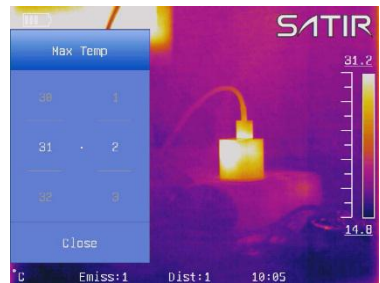 SATIR
Max Temp
31.2
30 1
31 . 2
32 3
14.8
Close
°C Emiss:1 Dist:1 10:05